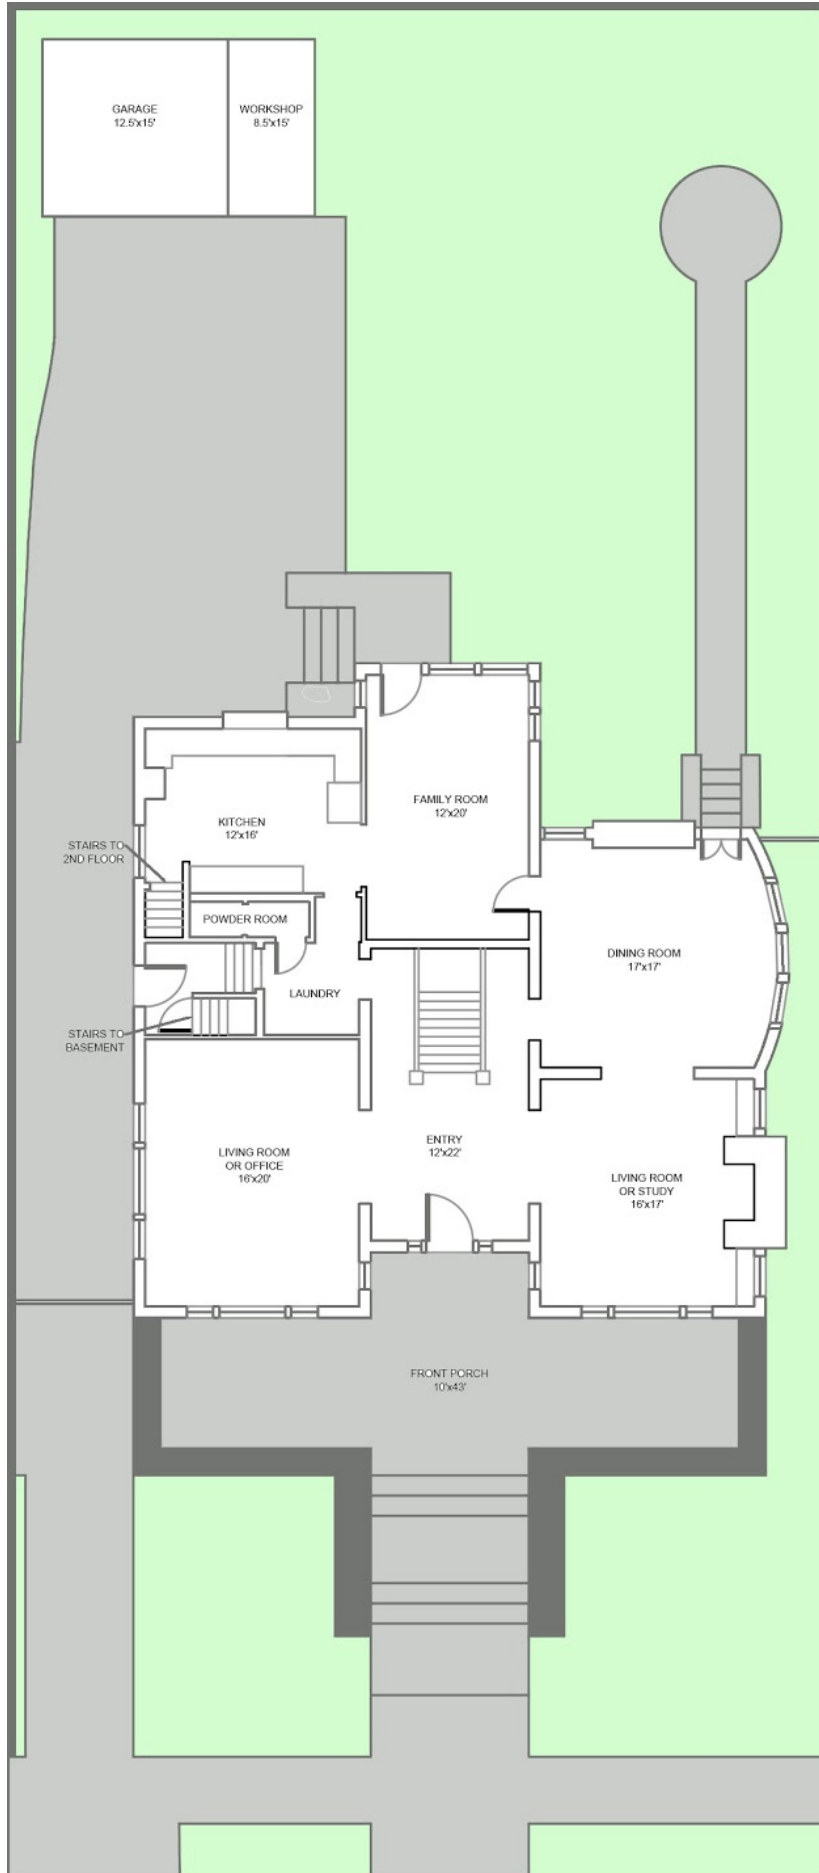 GARAGE
12.5'x15'
WORKSHOP
8.5'x15'
FAMILY ROOM
12'x20'
KITCHEN
12'x16'
STAIRS TO
2ND FLOOR
POWDER ROOM
DINING ROOM
17'x17'
LAUNDRY
STAIRS TO
BASEMENT
LIVING ROOM
OR OFFICE
16'x20'
ENTRY
12'x22'
LIVING ROOM
OR STUDY
16'x17'
FRONT PORCH
10'x43'